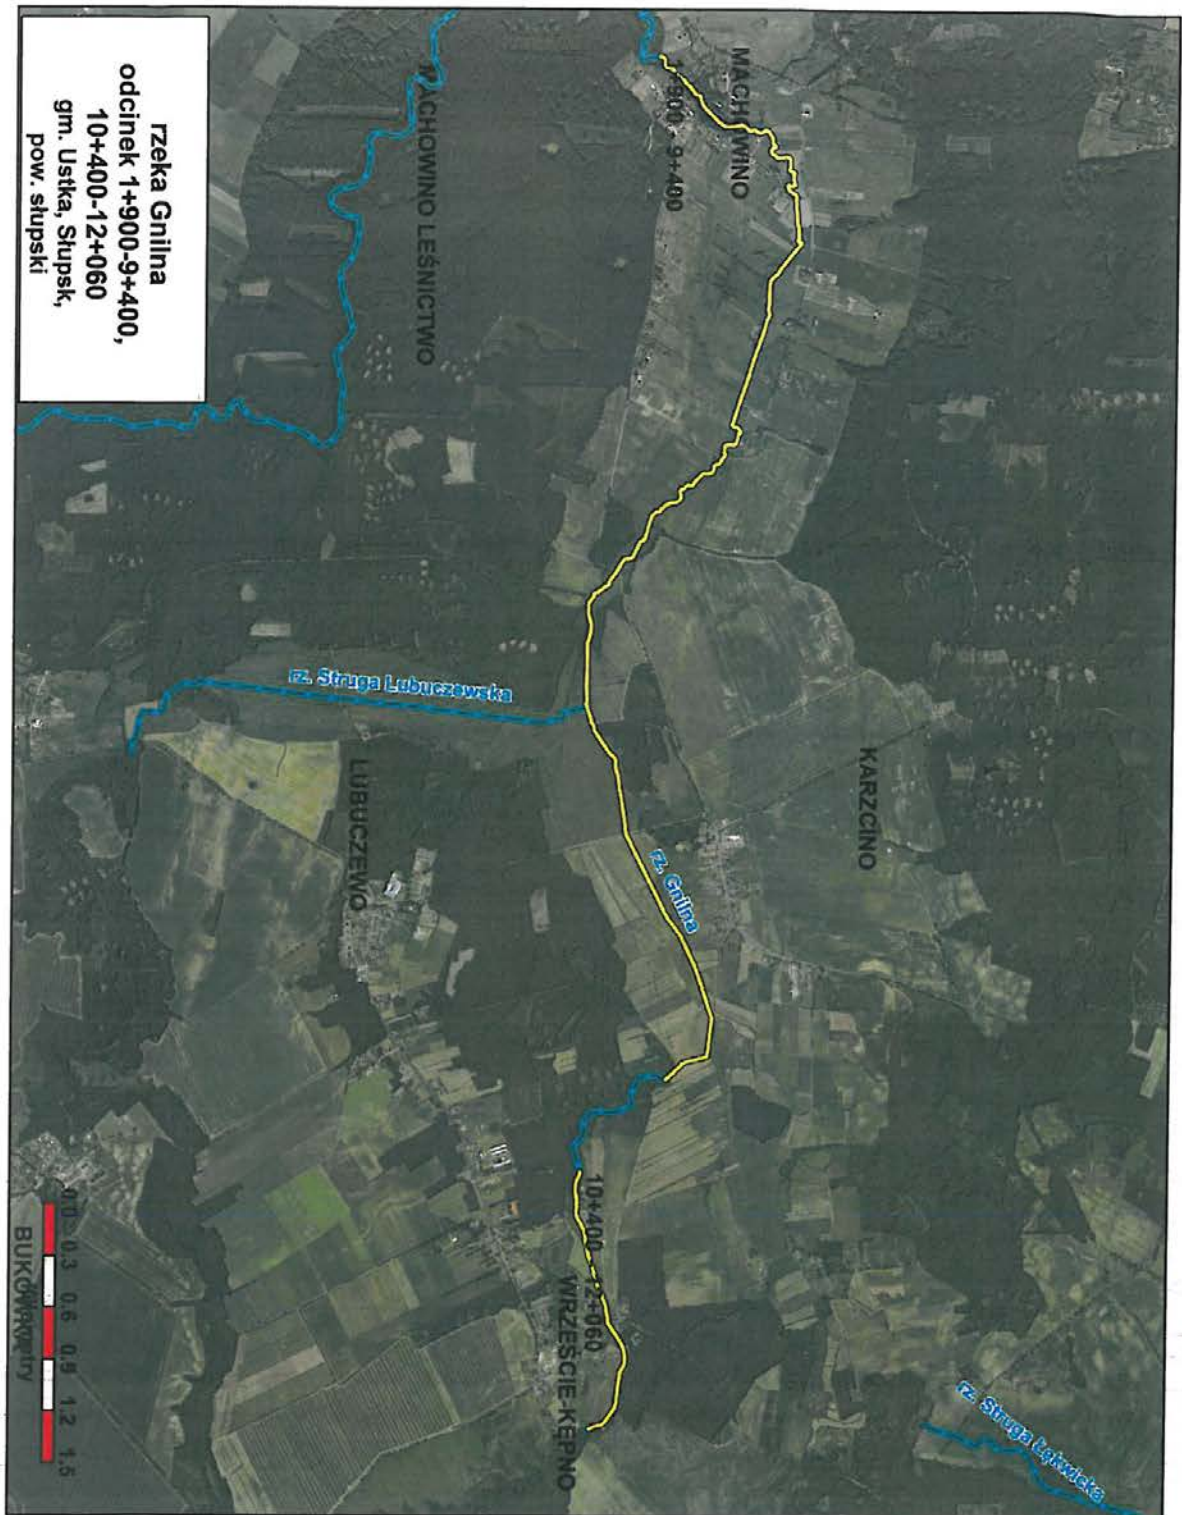 rzeka Gnilna
odcinek 1+900-9+400,
10+400-12+060
gm. Ustka, Słupsk,
pow. słupski
MACHOWINO
1+900 - 9+400
MACHOWINO LEŚNICTWO
KARZCINO
rz. Struga Lubuczewska
LUBUCZEWO
rz. Gnilna
10+400 - 12+060
WRZEŚCIE-KĘPNO
rz. Struga Łękwicka
0.0 0.3 0.6 0.9 1.2 1.5